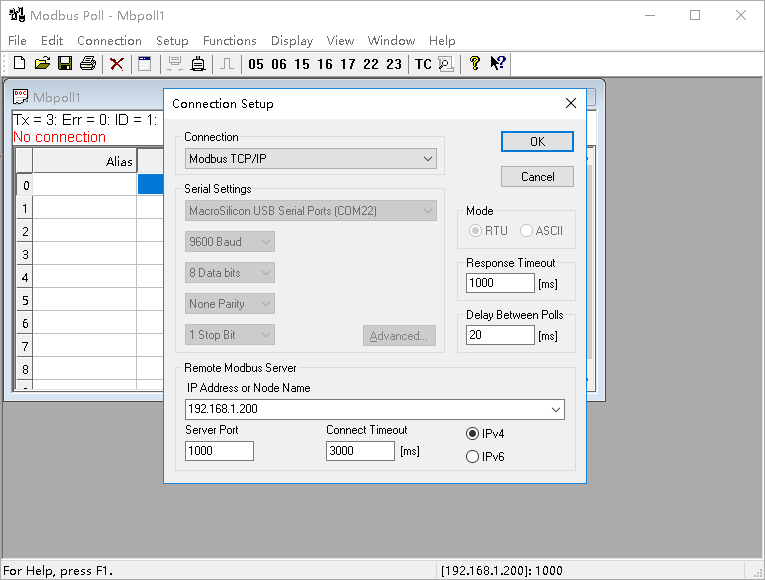 Modbus Poll - Mbpoll1
File Edit Connection Setup Functions Display View Window Help
05 06 15 16 17 22 23 TC
Mbpoll1
Tx = 3: Err = 0: ID = 1:
No connection
Alias
0
1
2
3
4
5
6
7
8
Connection Setup
Connection
Modbus TCP/IP
OK
Cancel
Serial Settings
MacroSilicon USB Serial Ports (COM22)
9600 Baud
8 Data bits
None Parity
1 Stop Bit
Advanced...
Mode
RTU ASCII
Response Timeout
1000 [ms]
Delay Between Polls
20 [ms]
Remote Modbus Server
IP Address or Node Name
192.168.1.200
Server Port Connect Timeout
1000 3000 [ms]
IPv4
IPv6
For Help, press F1.
[192.168.1.200]: 1000